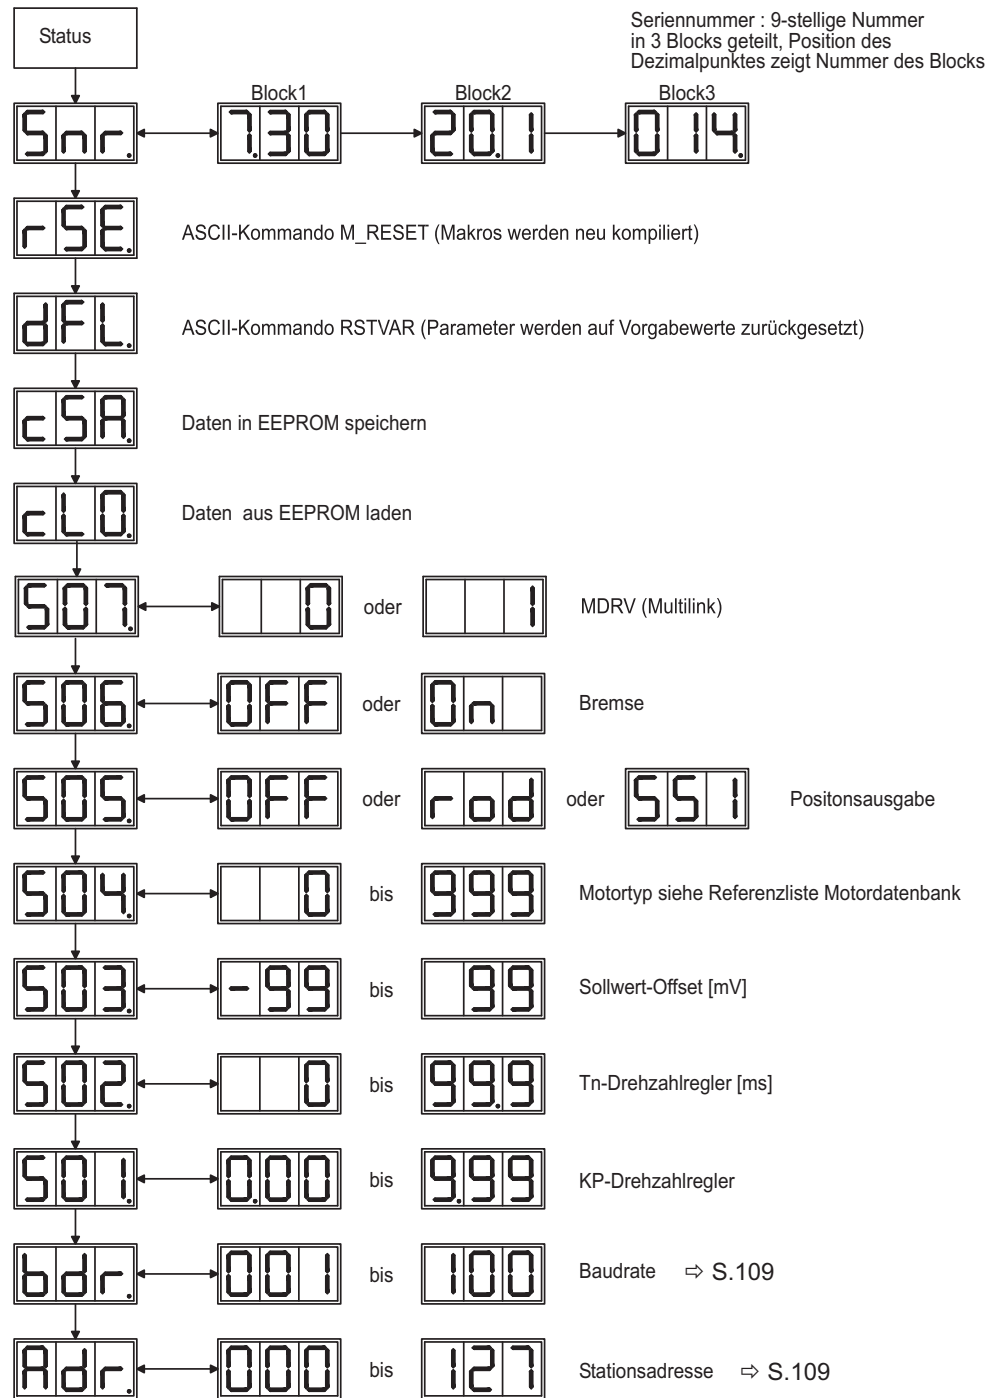 Status
Seriennummer : 9-stellige Nummer
in 3 Blocks geteilt, Position des
Dezimalpunktes zeigt Nummer des Blocks
Block1 Block2 Block3
Snr. 7.30 20.1 014.
rSE. ASCII-Kommando M_RESET (Makros werden neu kompiliert)
dFL. ASCII-Kommando RSTVAR (Parameter werden auf Vorgabewerte zurückgesetzt)
cSA. Daten in EEPROM speichern
cL0. Daten aus EEPROM laden
S07. 0 oder 1 MDRV (Multilink)
S06. OFF oder On Bremse
S05. OFF oder rod oder SSI Positonsausgabe
S04. 0 bis 999 Motortyp siehe Referenzliste Motordatenbank
S03. -99 bis 99 Sollwert-Offset [mV]
S02. 0 bis 99.9 Tn-Drehzahlregler [ms]
S01. 0.00 bis 9.99 KP-Drehzahlregler
bdr. 001 bis 100 Baudrate ⇨ S.109
Adr. 000 bis 127 Stationsadresse ⇨ S.109